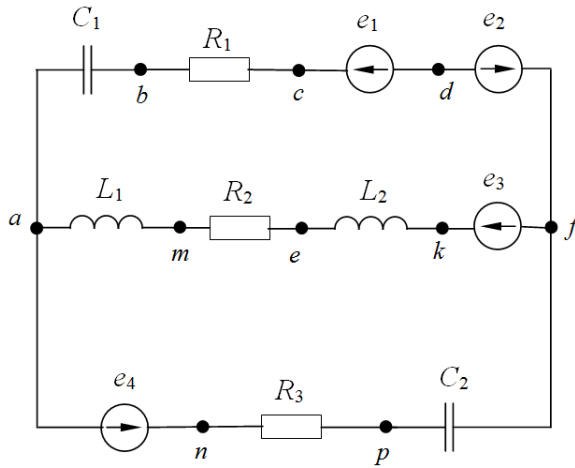 C₁ R₁ e₁ e₂
b c d
L₁ R₂ L₂ e₃
a f
m e k
e₄ R₃ C₂
n p